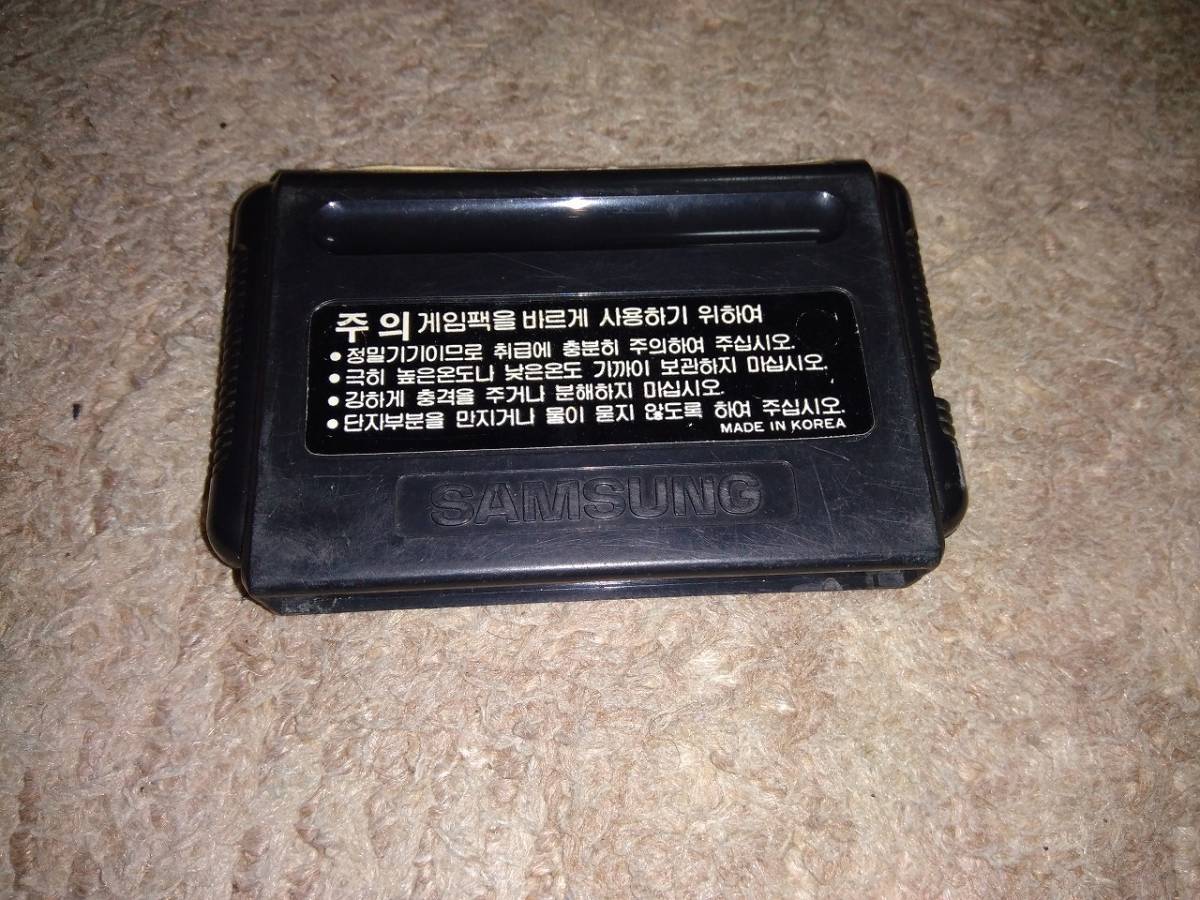 주의 게임팩을 바르게 사용하기 위하여
● 정밀기기이므로 취급에 충분히 주의하여 주십시오.
● 극히 높은온도나 낮은온도 가까이 보관하지 마십시오.
● 강하게 충격을 주거나 분해하지 마십시오.
● 단자부분을 만지거나 물이 묻지 않도록 하여 주십시오.
MADE IN KOREA
SAMSUNG